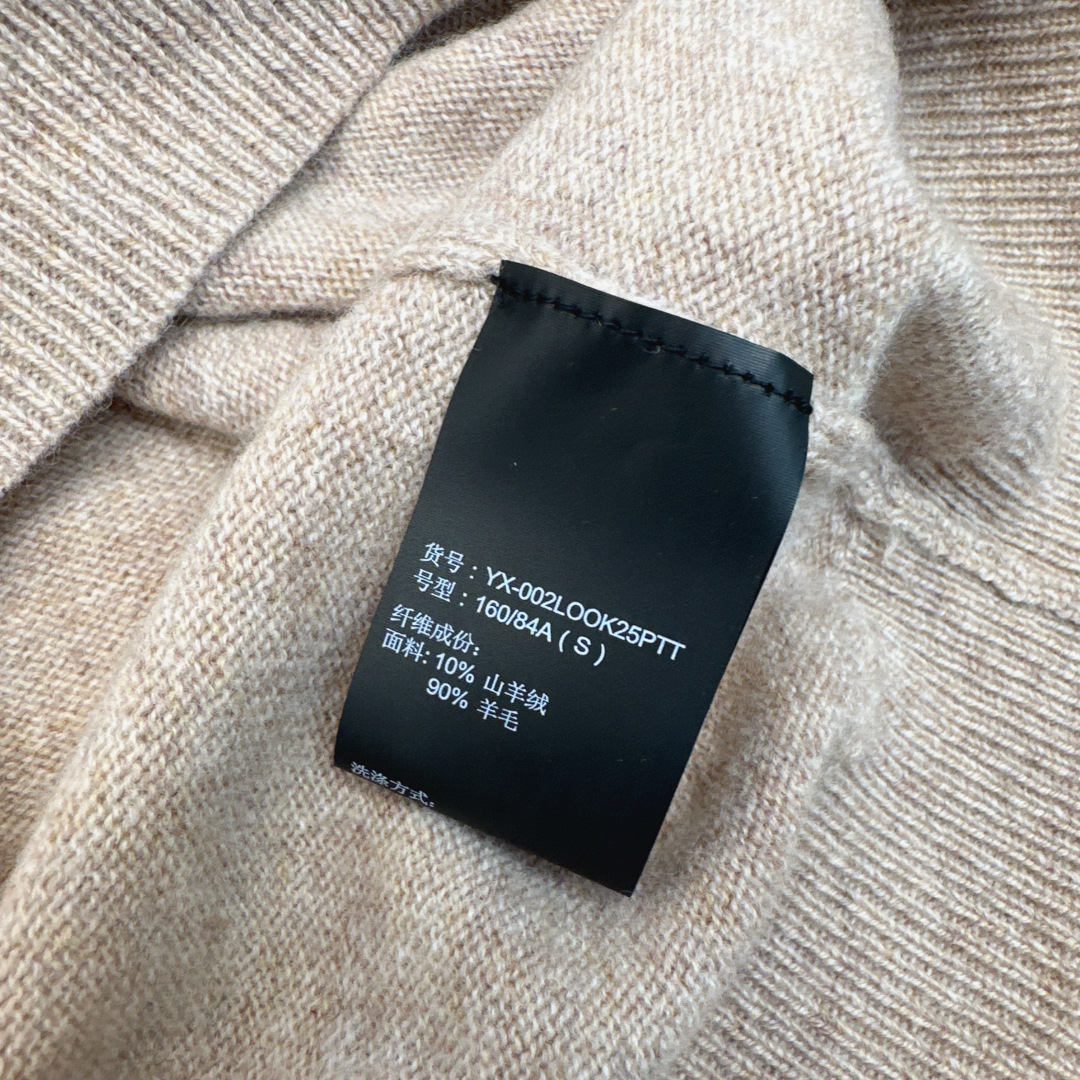 货号：YX-002LOOK25PTT
号型：160/84A ( S )
纤维成份:
面料: 10% 山羊绒
90% 羊毛
洗涤方式: